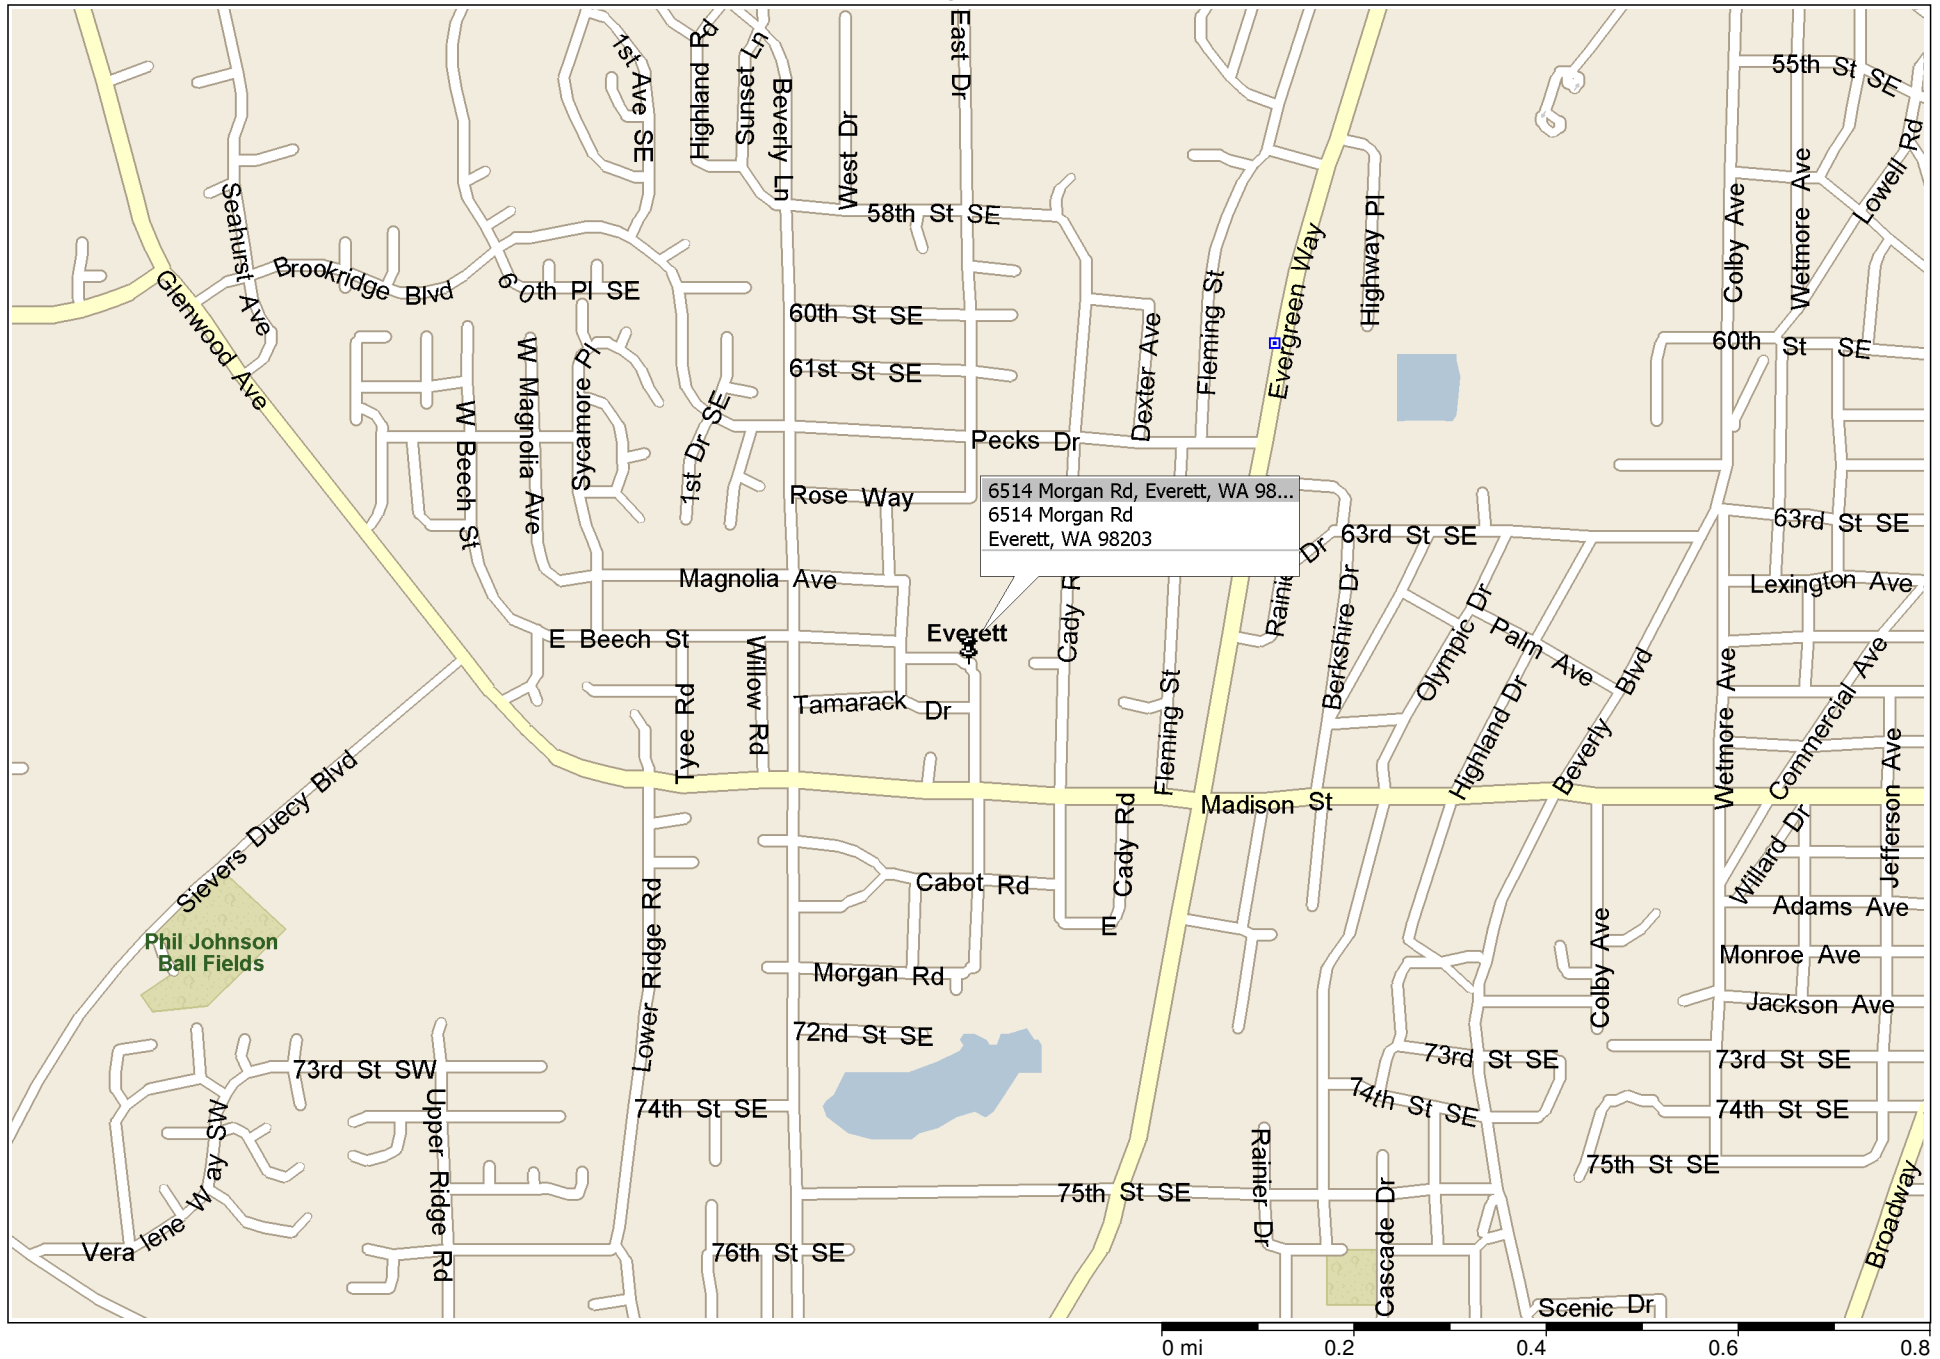 55th St SE
1st Ave SE
Highland Rd
Sunset Ln
Beverly Ln
West Dr
East Dr
58th St SE
Seahurst Ave
Brookridge Blvd
60th Pl SE
Glenwood Ave
60th St SE
61st St SE
Dexter Ave
Fleming St
Evergreen Way
Highway Pl
Colby Ave
Wetmore Ave
Lowell Rd
60th St SE
W Beech St
W Magnolia Ave
Sycamore Pl
1st Dr SE
Pecks Dr
Rose Way
6514 Morgan Rd, Everett, WA 98...
6514 Morgan Rd
Everett, WA 98203
63rd St SE
63rd St SE
Magnolia Ave
Lexington Ave
E Beech St
Everett
Cady R
Rainie Dr
Berkshire Dr
Olympic Dr
Palm Ave
Highland Dr
Beverly Blvd
Wetmore Ave
Commercial Ave
Jefferson Ave
Willow Rd
Tyee Rd
Tamarack Dr
Fleming St
Madison St
Sievers Duecy Blvd
Cady Rd
E
Cabot Rd
Willard Dr
Adams Ave
Phil Johnson
Ball Fields
Lower Ridge Rd
Morgan Rd
Colby Ave
Monroe Ave
Jackson Ave
72nd St SE
73rd St SW
73rd St SE
73rd St SE
74th St SE
74th St SE
74th St SE
Upper Ridge Rd
Vera lene Way SW
75th St SE
75th St SE
Rainier Dr
Cascade Dr
76th St SE
Broadway
Scenic Dr
0 mi 0.2 0.4 0.6 0.8